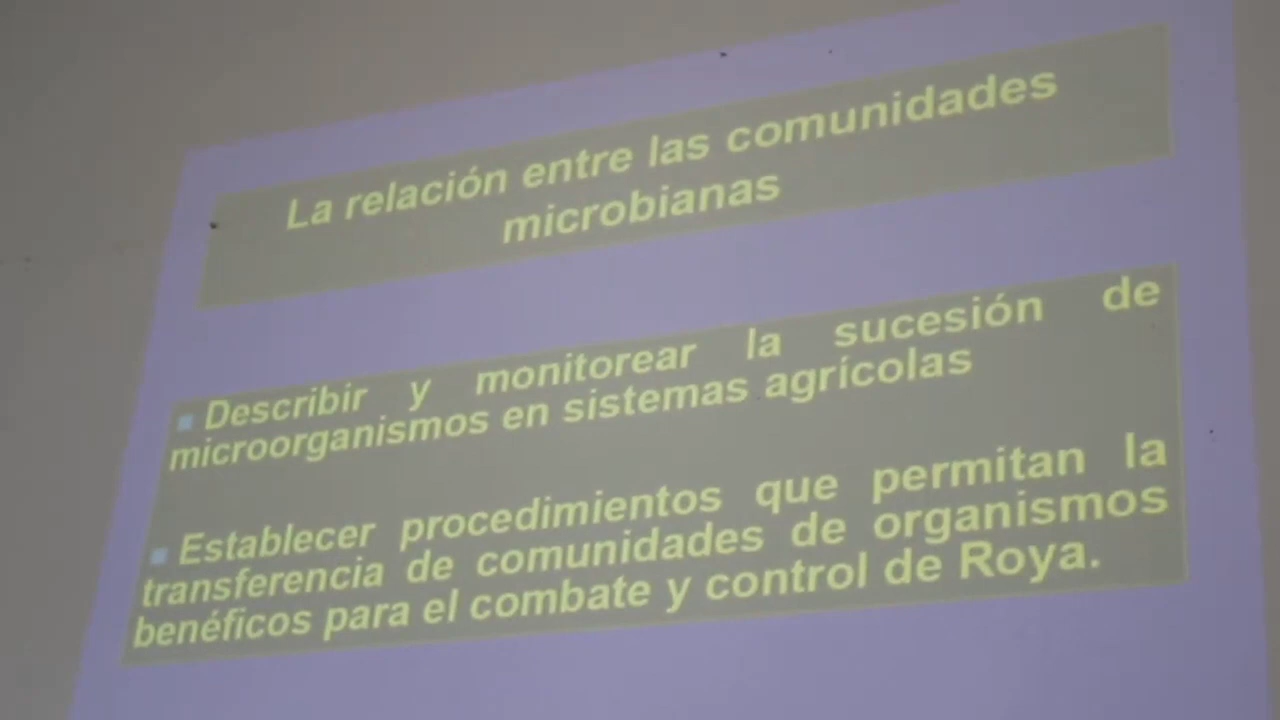 La relación entre las comunidades
microbianas
Describir y monitorear la sucesión de
microorganismos en sistemas agrícolas
Establecer procedimientos que permitan la
transferencia de comunidades de organismos
benéficos para el combate y control de Roya.